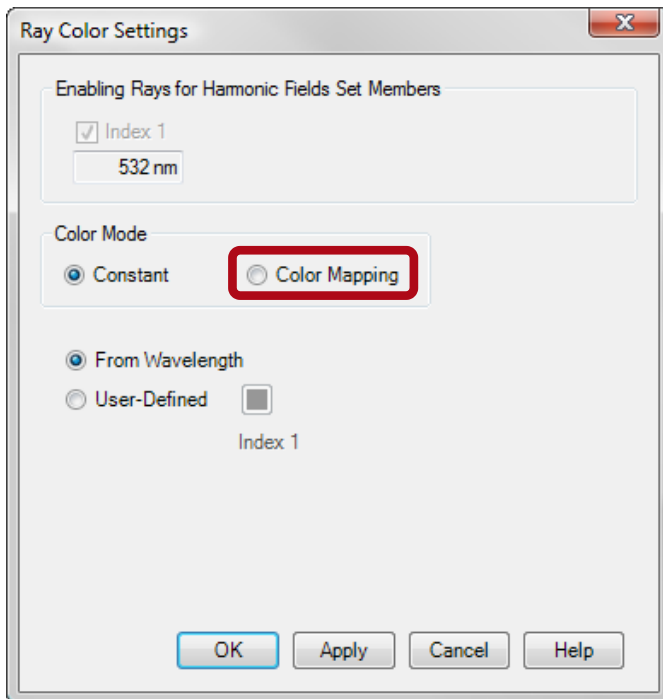 Ray Color Settings
Enabling Rays for Harmonic Fields Set Members
Index 1
532 nm
Color Mode
Constant Color Mapping
From Wavelength
User-Defined
Index 1
OK Apply Cancel Help